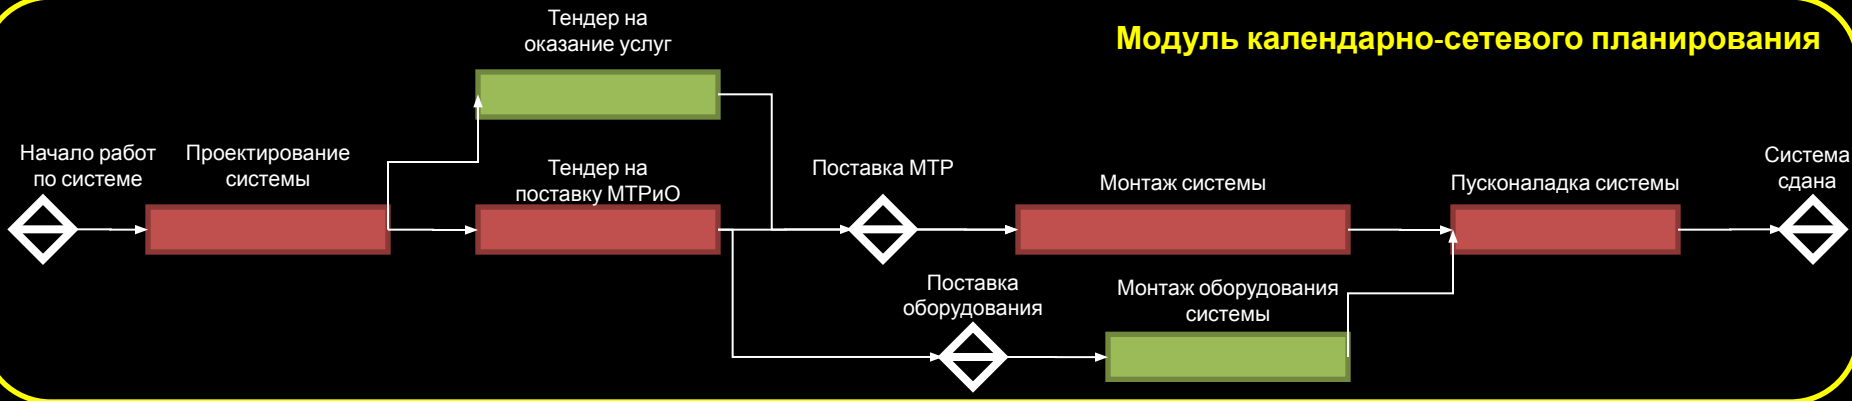 Тендер на
оказание услуг
Модуль календарно-сетевого планирования
Начало работ
по системе
Проектирование
системы
Тендер на
поставку МТРиО
Поставка МТР
Монтаж системы
Пусконаладка системы
Система
сдана
Поставка
оборудования
Монтаж оборудования
системы